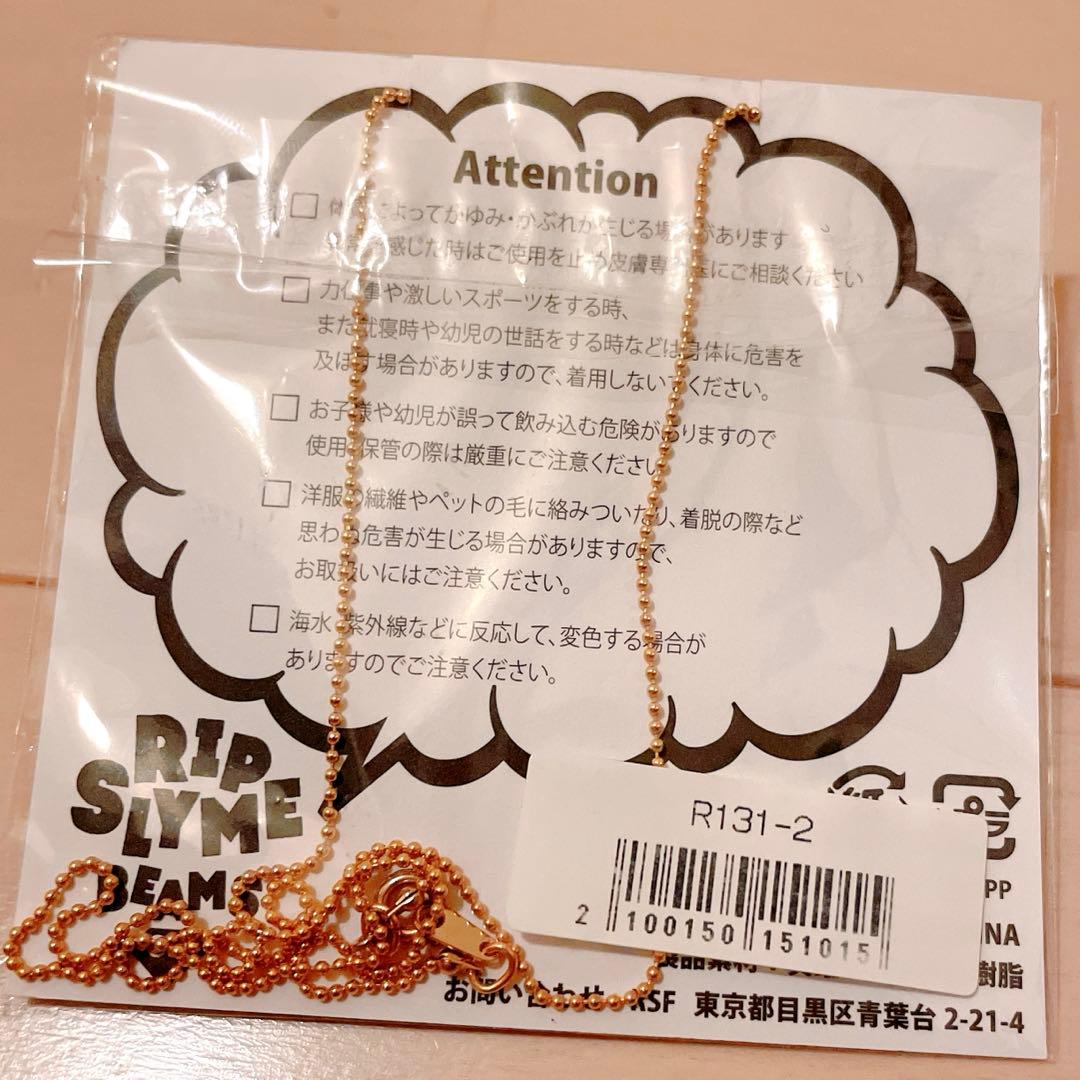 Attention
□ 体質によってかゆみ・かぶれが生じる場合があります
異常を感じた時はご使用を止め皮膚専門医にご相談ください
□ 力仕事や激しいスポーツをする時、
また就寝時や幼児の世話をする時などは身体に危害を
及ぼす場合がありますので、着用しないでください。
□ お子様や幼児が誤って飲み込む危険がありますので
使用・保管の際は厳重にご注意ください
□ 洋服の繊維やペットの毛に絡みついたり、着脱の際など
思わぬ危害が生じる場合がありますので、
お取扱いにはご注意ください。
□ 海水、紫外線などに反応して、変色する場合が
ありますのでご注意ください。
RIP
SLYME
BEAMS
プラ
R131-2
2 100150 151015
PP
NA
樹脂
お問い合わせ RSF 東京都目黒区青葉台 2-21-4